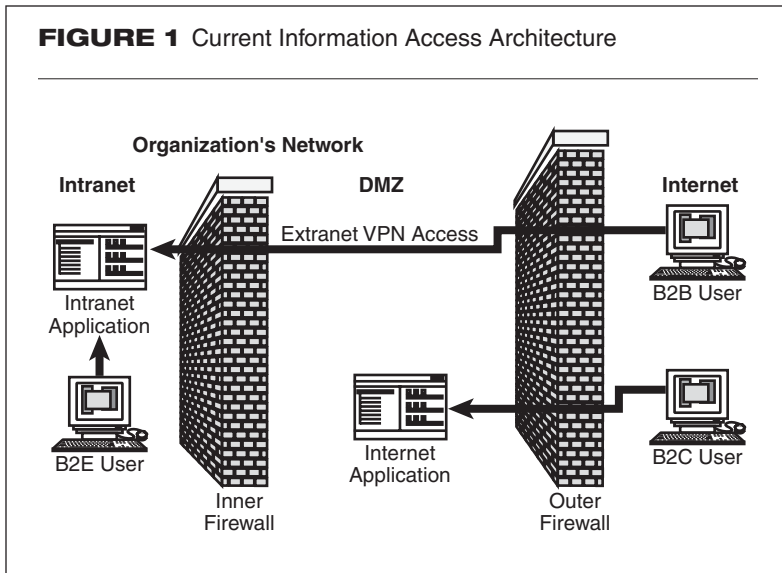 FIGURE 1 Current Information Access Architecture
Organization's Network
Intranet
DMZ
Internet
Extranet VPN Access
Intranet
Application
B2B User
B2E User
Internet
Application
B2C User
Inner
Firewall
Outer
Firewall